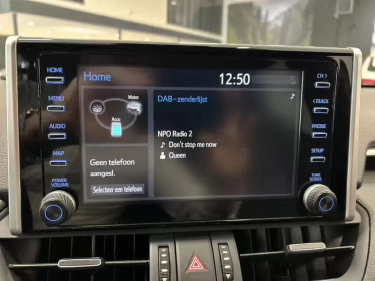 Home
12:50
HOME
MENU
AUDIO
MAP
POWER
VOLUME
Motor
Accu
Geen telefoon
aangesl.
Selecteer een telefoon
DAB-zenderlijst
NPO Radio 2
Don't stop me now
Queen
CH >
< TRACK
PHONE
SETUP
TUNE
SCROLL